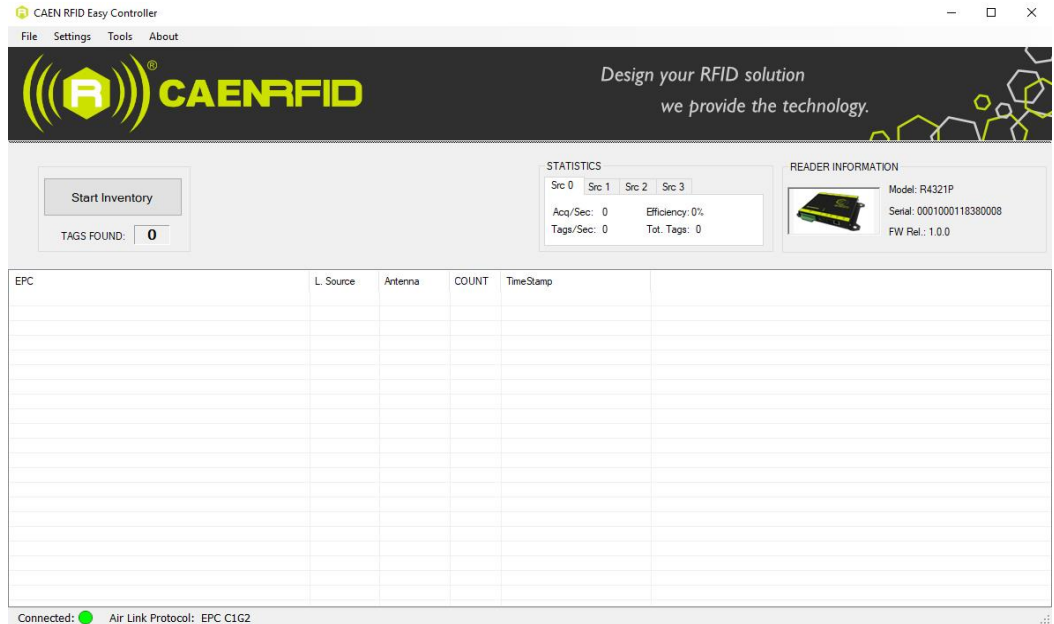 CAEN RFID Easy Controller
File Settings Tools About
CAENRFID
R
®
Design your RFID solution
we provide the technology.
Start Inventory
TAGS FOUND: 0
STATISTICS
Src 0 Src 1 Src 2 Src 3
Acq/Sec: 0 Efficiency: 0%
Tags/Sec: 0 Tot. Tags: 0
READER INFORMATION
Model: R4321P
Serial: 0001000118380008
FW Rel.: 1.0.0
EPC L. Source Antenna COUNT TimeStamp
Connected: Air Link Protocol: EPC C1G2